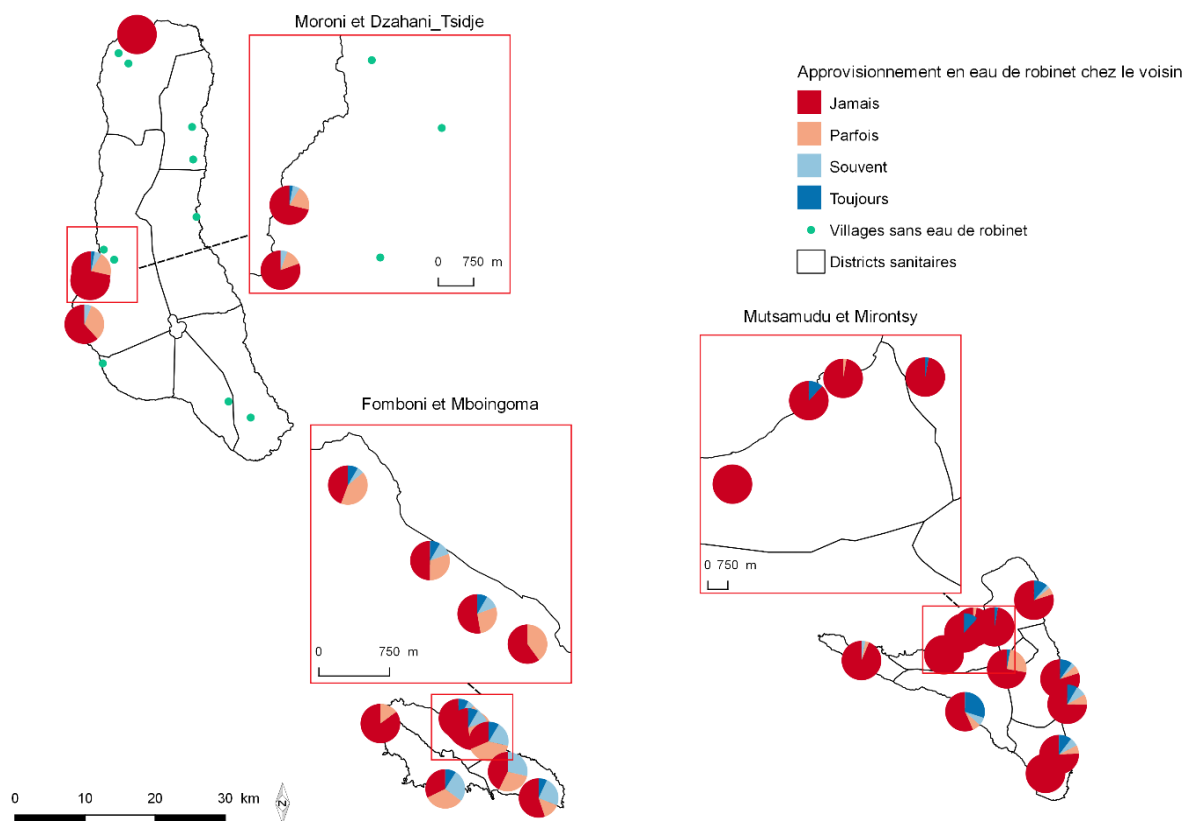 Moroni et Dzahani_Tsidje
0 750 m
Approvisionnement en eau de robinet chez le voisin
Jamais
Parfois
Souvent
Toujours
Villages sans eau de robinet
Districts sanitaires
Mutsamudu et Mirontsy
0 750 m
Fomboni et Mboingoma
0 750 m
0 10 20 30 km
N